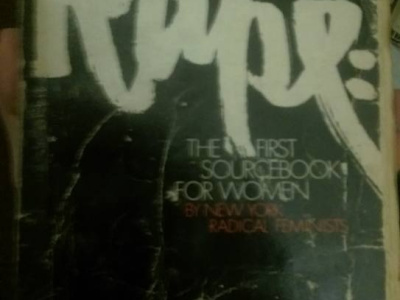 Rape:
THE FIRST
SOURCEBOOK
FOR WOMEN
BY NEW YORK
RADICAL FEMINISTS